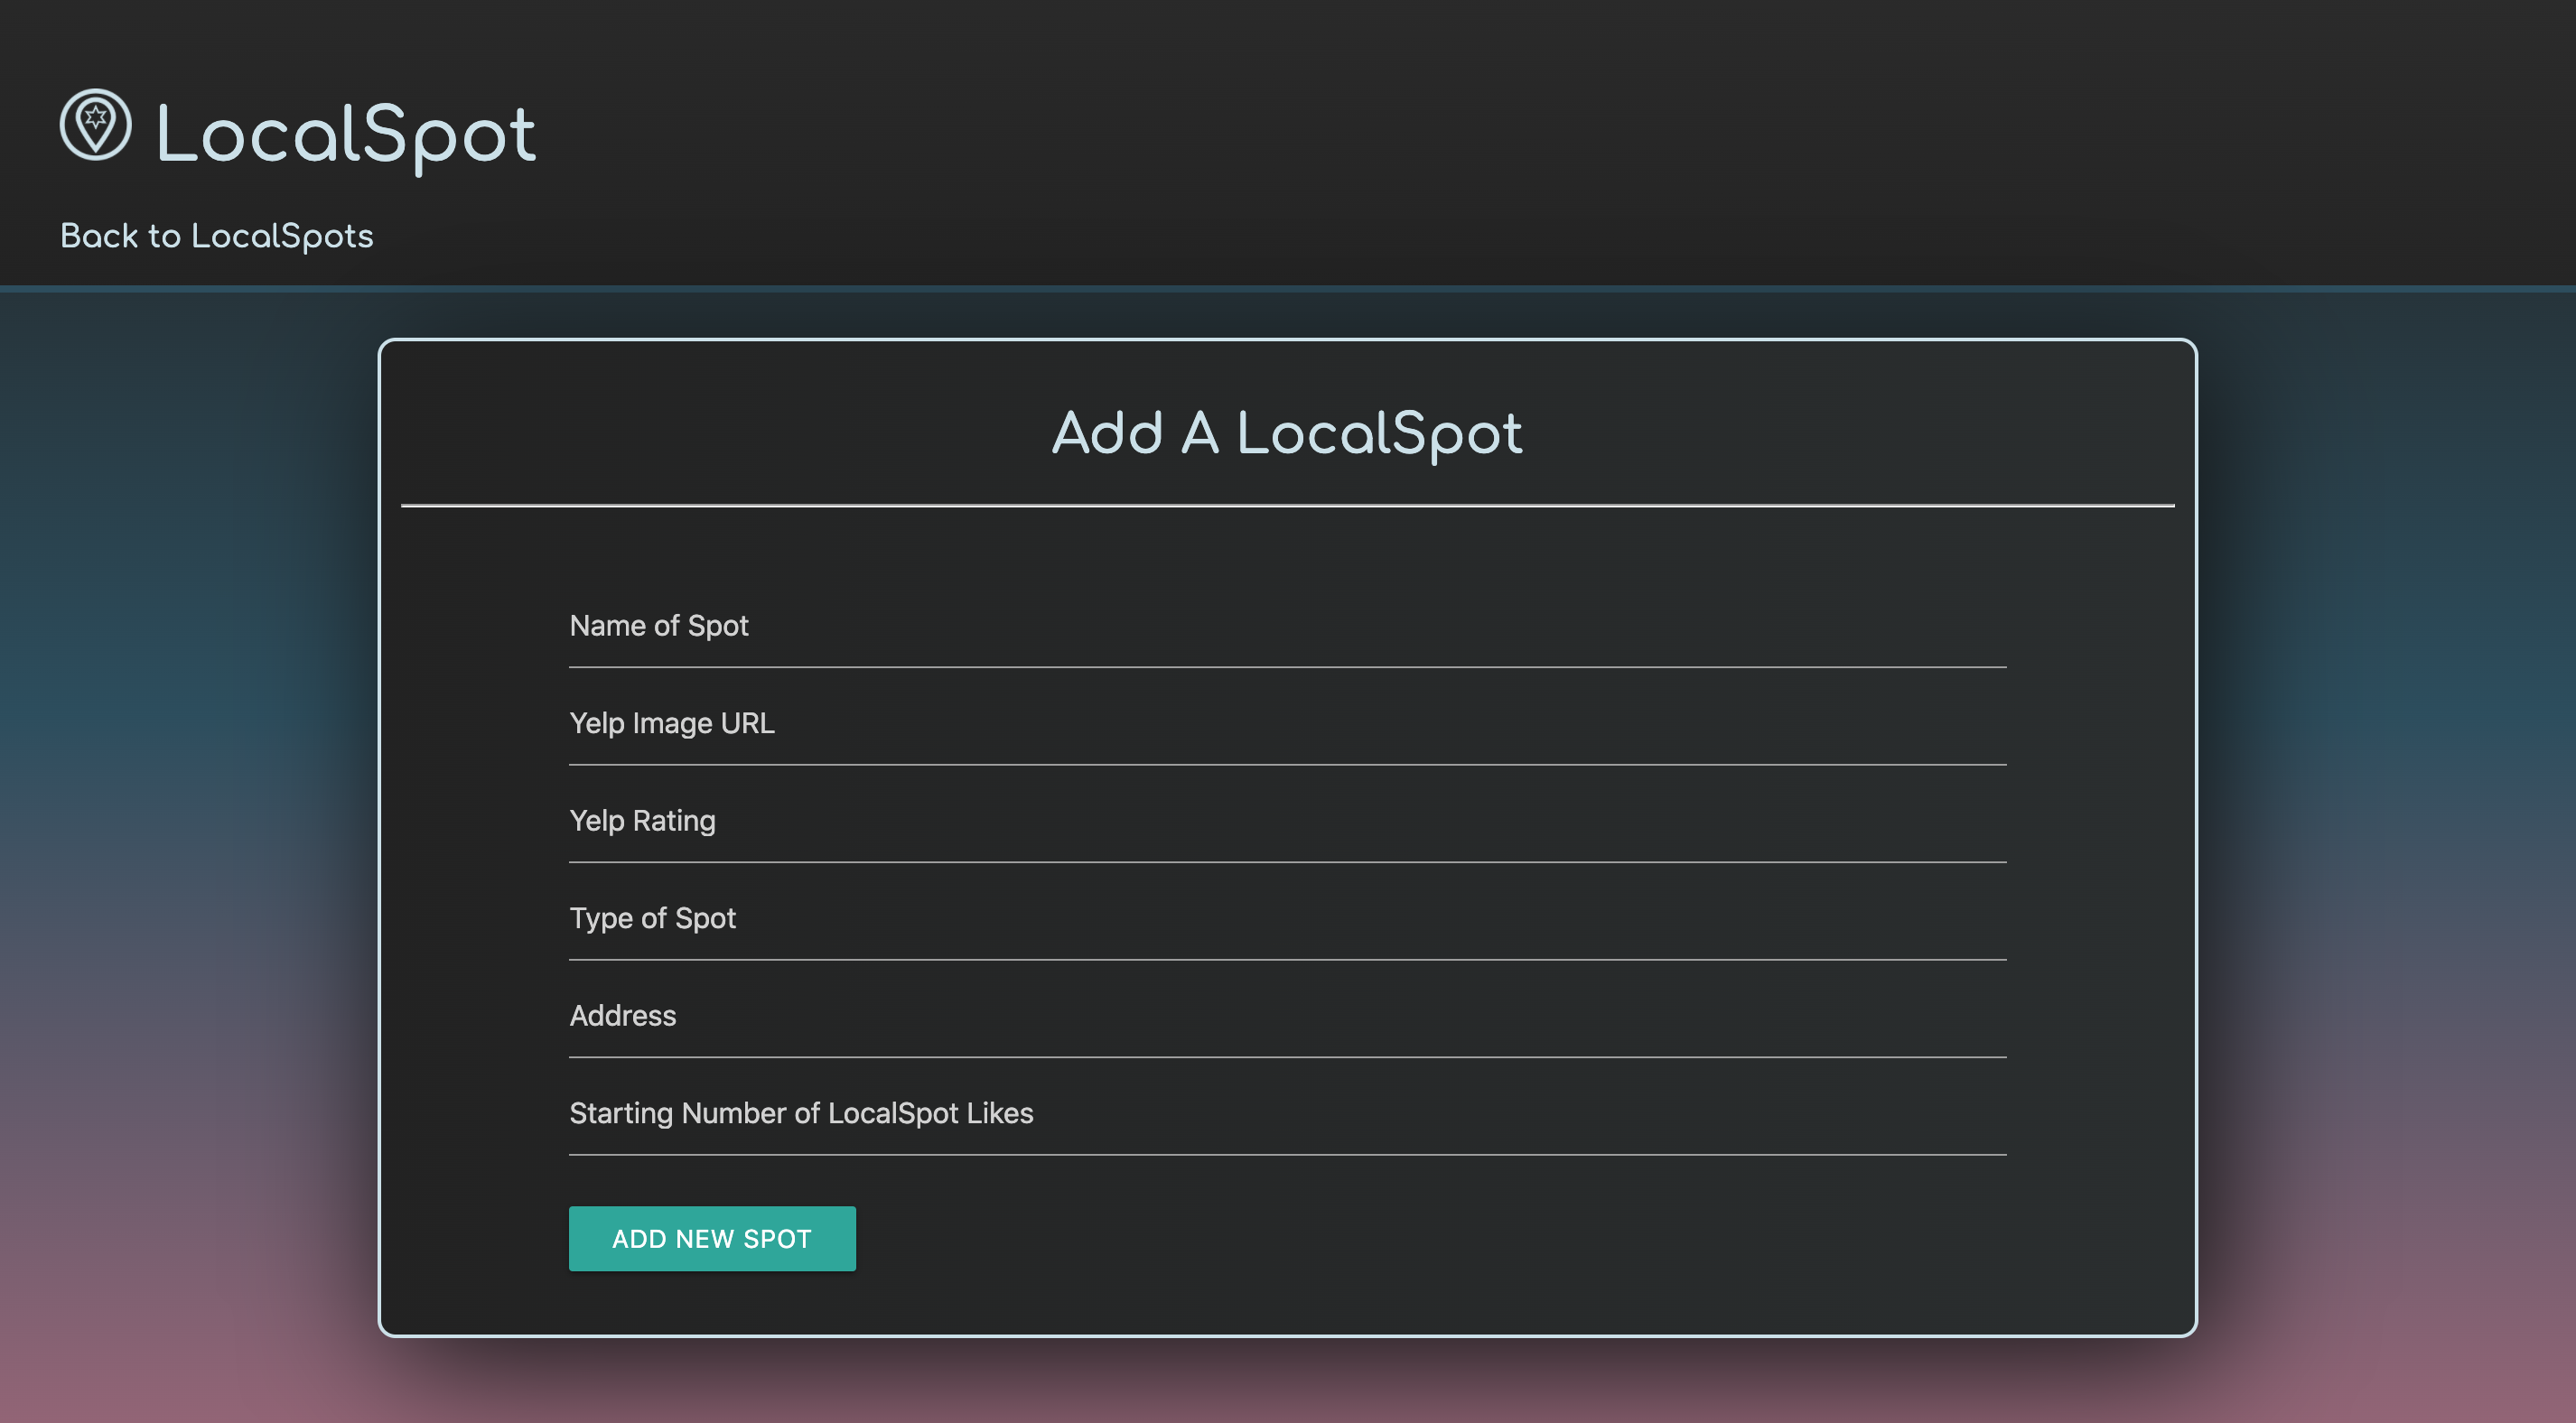 LocalSpot
Back to LocalSpots
Add A LocalSpot
Name of Spot
Yelp Image URL
Yelp Rating
Type of Spot
Address
Starting Number of LocalSpot Likes
ADD NEW SPOT